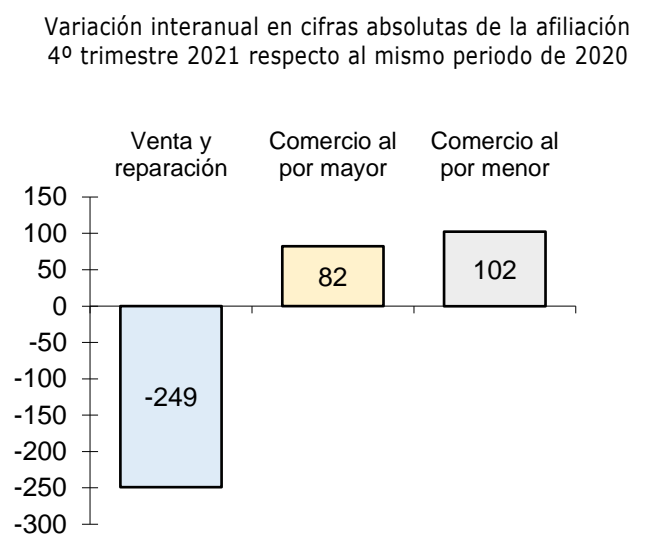 Variación interanual en cifras absolutas de la afiliación
4º trimestre 2021 respecto al mismo periodo de 2020
Venta y
reparación
Comercio al
por mayor
Comercio al
por menor
150
100
50
0
-50
-100
-150
-200
-250
-300
-249
82
102